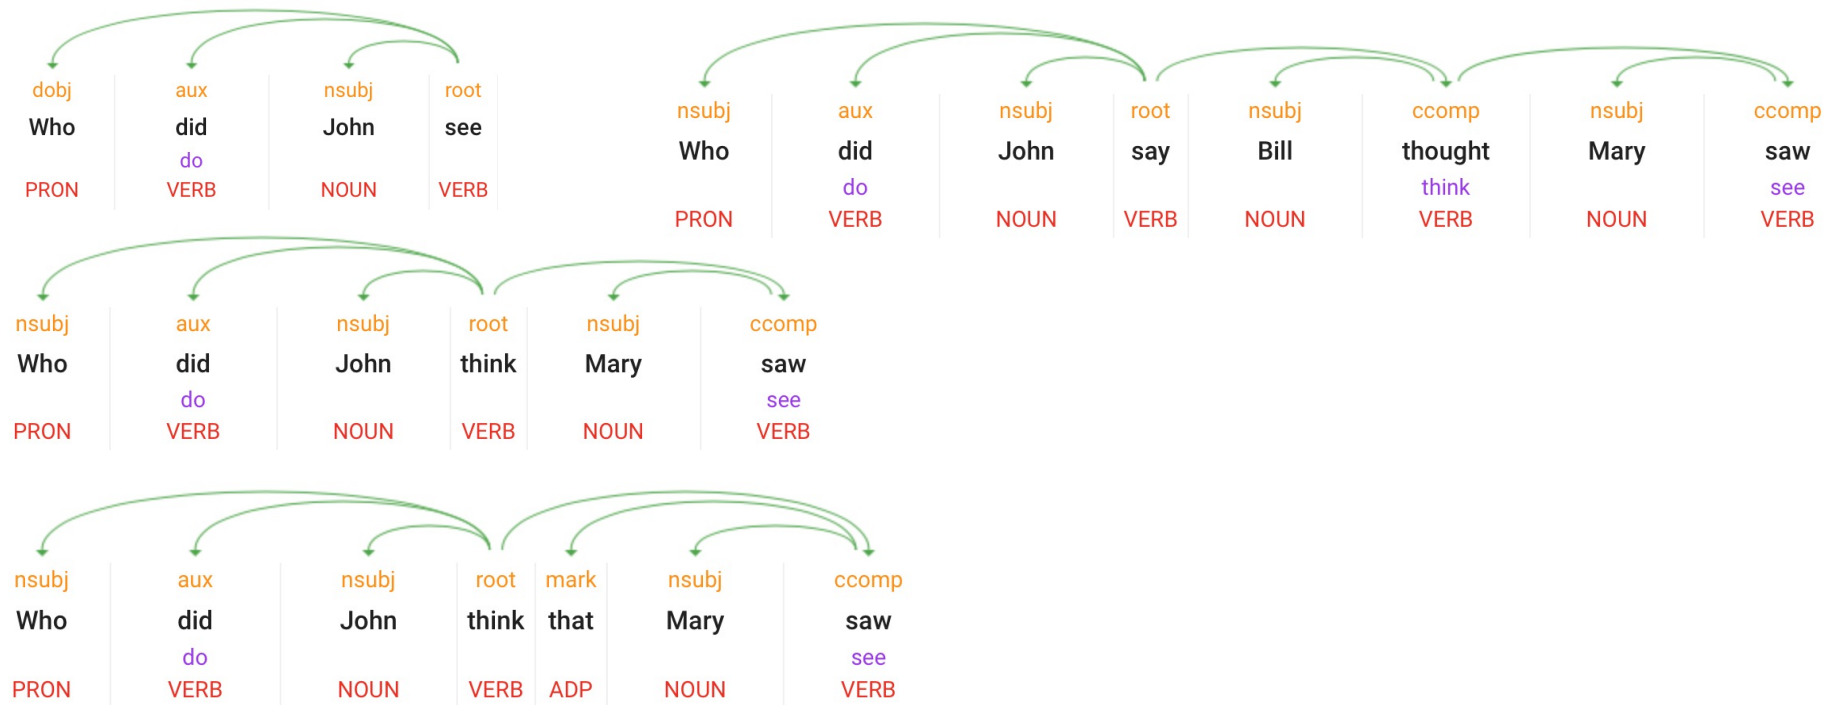 dobj aux nsubj root
Who did John see
do
PRON VERB NOUN VERB
nsubj aux nsubj root nsubj ccomp nsubj ccomp
Who did John say Bill thought Mary saw
do think see
PRON VERB NOUN VERB NOUN VERB NOUN VERB
nsubj aux nsubj root nsubj ccomp
Who did John think Mary saw
do see
PRON VERB NOUN VERB NOUN VERB
nsubj aux nsubj root mark nsubj ccomp
Who did John think that Mary saw
do see
PRON VERB NOUN VERB ADP NOUN VERB